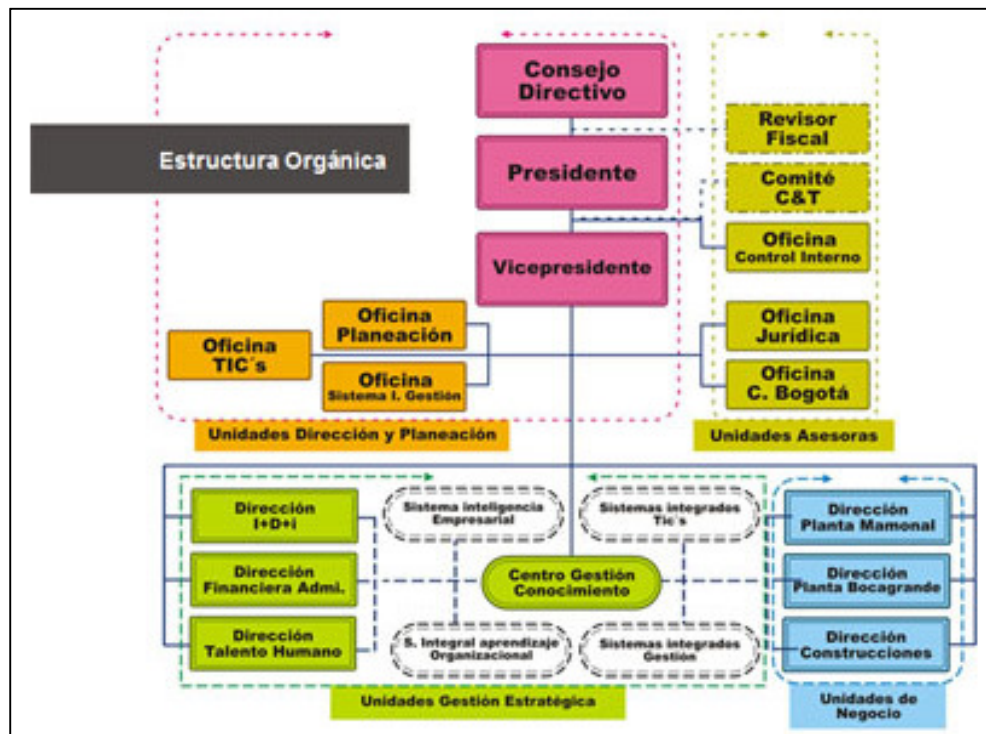 Consejo
Directivo
Revisor
Fiscal
Estructura Orgánica
Presidente
Comité
C&T
Oficina
Control Interno
Vicepresidente
Oficina
Planeación
Oficina
TIC´s
Oficina
Sistema I. Gestión
Oficina
Jurídica
Oficina
C. Bogotá
Unidades Dirección y Planeación
Unidades Asesoras
Dirección
I+D+i
Sistema inteligencia
Empresarial
Sistemas integrados
Tic´s
Dirección
Planta Mamonal
Dirección
Financiera Admi.
Centro Gestión
Conocimiento
Dirección
Planta Bocagrande
Dirección
Talento Humano
S. Integral aprendizaje
Organizacional
Sistemas integrados
Gestión
Dirección
Construcciones
Unidades Gestión Estratégica
Unidades de
Negocio